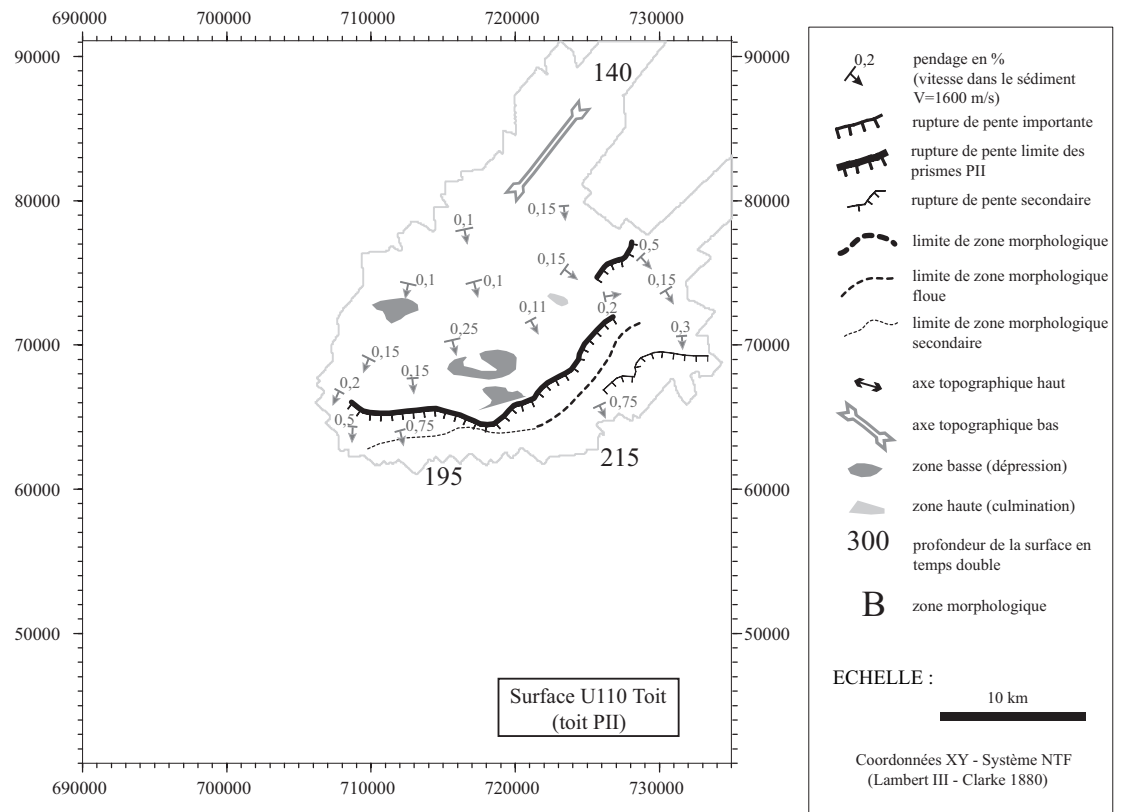 690000 700000 710000 720000 730000
90000 90000
140
80000 80000
0,15
0,1
0,5
0,15
0,15
0,1
0,1
0,11
0,2
0,25
0,3
70000 70000
0,15
0,15
0,2
0,75
0,5
0,75
215
195
60000 60000
50000 50000
Surface U110 Toit
(toit PII)
690000 700000 710000 720000 730000
0,2
pendage en %
(vitesse dans le sédiment
V=1600 m/s)
rupture de pente importante
rupture de pente limite des
prismes PII
rupture de pente secondaire
limite de zone morphologique
limite de zone morphologique
floue
limite de zone morphologique
secondaire
axe topographique haut
axe topographique bas
zone basse (dépression)
zone haute (culmination)
300 profondeur de la surface en
temps double
B zone morphologique
ECHELLE :
10 km
Coordonnées XY - Système NTF
(Lambert III - Clarke 1880)